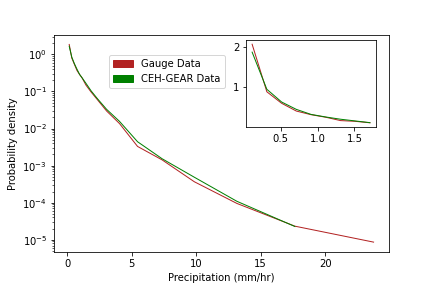 Gauge Data
CEH-GEAR Data
2
1
0.5 1.0 1.5
10⁰
10⁻¹
10⁻²
10⁻³
10⁻⁴
10⁻⁵
Probability density
0 5 10 15 20
Precipitation (mm/hr)